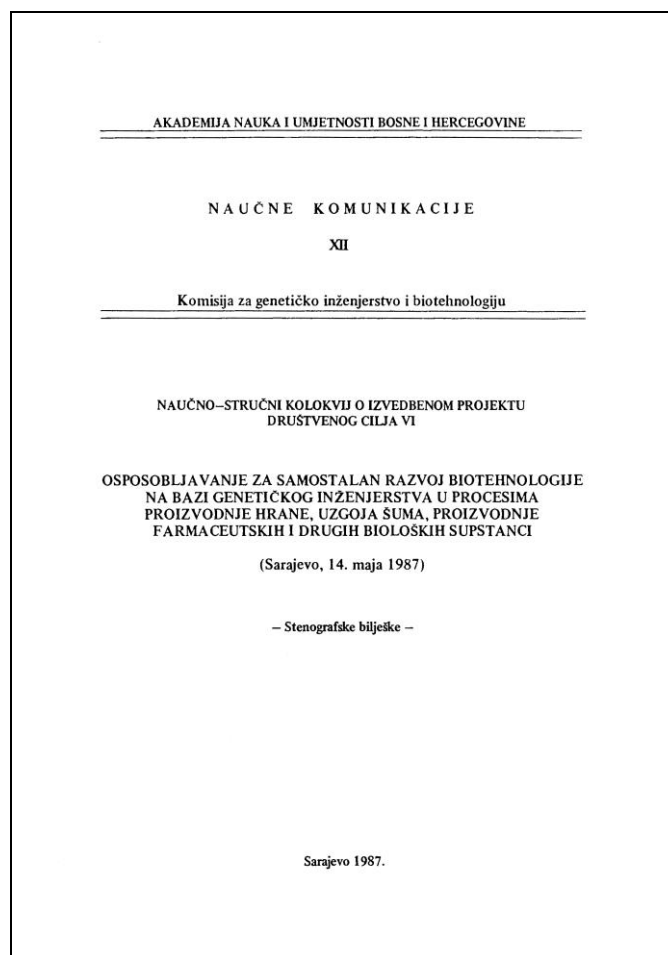 AKADEMIJA NAUKA I UMJETNOSTI BOSNE I HERCEGOVINE
NAUČNE KOMUNIKACIJE
XII
Komisija za genetičko inženjerstvo i biotehnologiju
NAUČNO–STRUČNI KOLOKVIJ O IZVEDBENOM PROJEKTU
DRUŠTVENOG CILJA VI
OSPOSOBLJAVANJE ZA SAMOSTALAN RAZVOJ BIOTEHNOLOGIJE
NA BAZI GENETIČKOG INŽENJERSTVA U PROCESIMA
PROIZVODNJE HRANE, UZGOJA ŠUMA, PROIZVODNJE
FARMACEUTSKIH I DRUGIH BIOLOŠKIH SUPSTANCI
(Sarajevo, 14. maja 1987)
– Stenografske bilješke –
Sarajevo 1987.